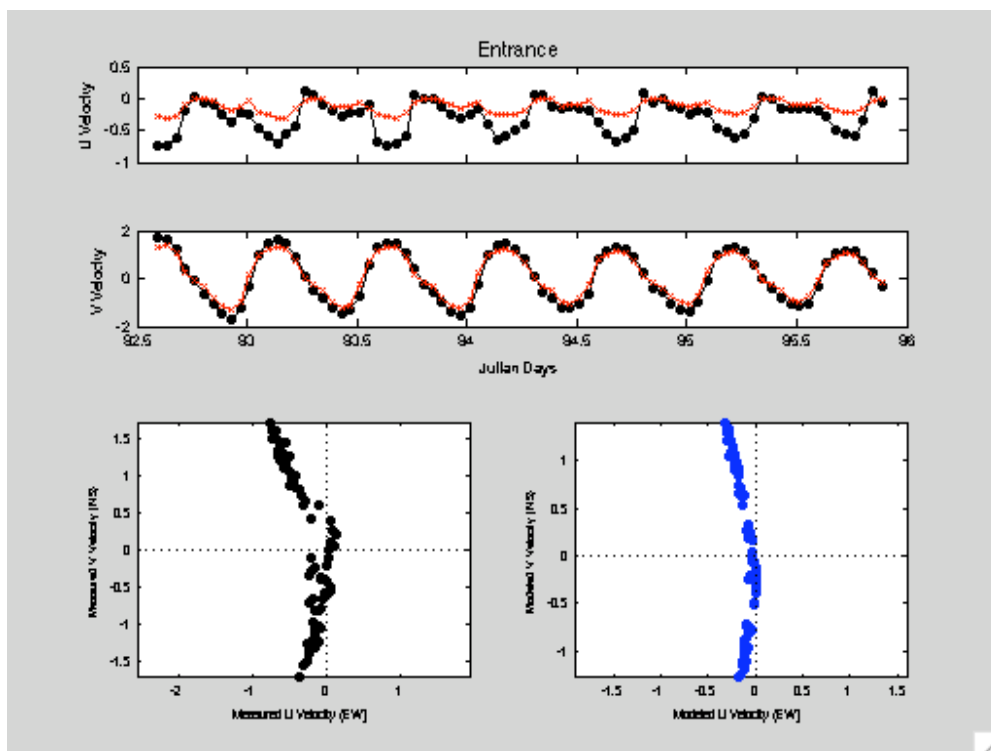 Entrance
U Velocity
0.5
0
-0.5
-1
V Velocity
2
0
-2
92.5 93 93.5 94 94.5 95 95.5 96
Julian Days
Measured V Velocity (NS)
1.5
1
0.5
0
-0.5
-1
-1.5
-2 -1 0 1
Measured U Velocity (EW)
Modeled V Velocity (NS)
1
0.5
0
-0.5
-1
-1.5 -1 -0.5 0 0.5 1 1.5
Modeled U Velocity (EW)